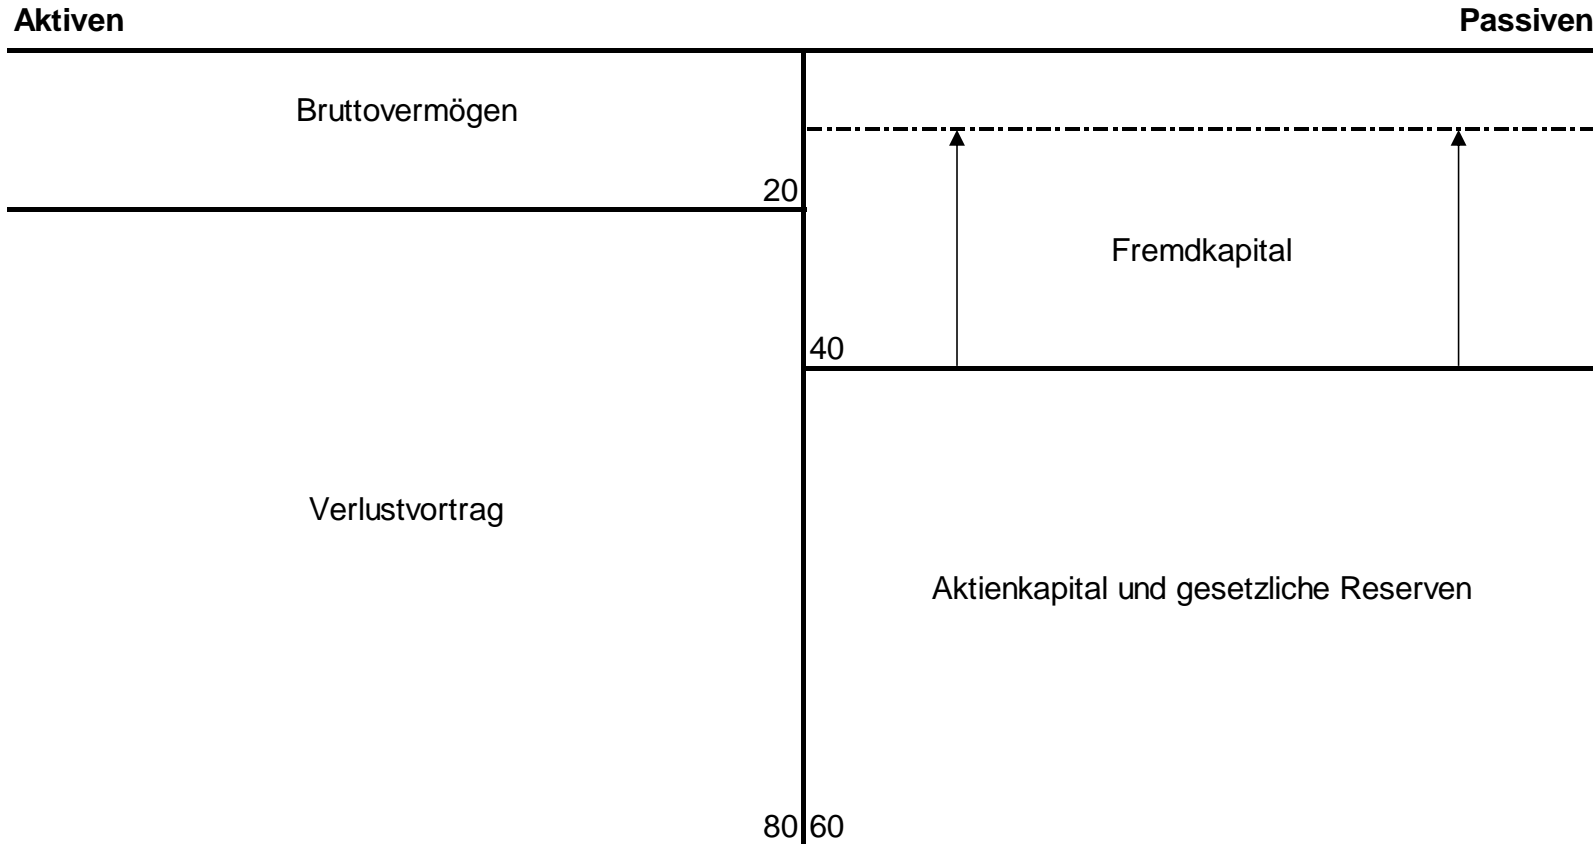 Aktiven
Passiven
Bruttovermögen
20
Fremdkapital
40
Verlustvortrag
Aktienkapital und gesetzliche Reserven
80 60